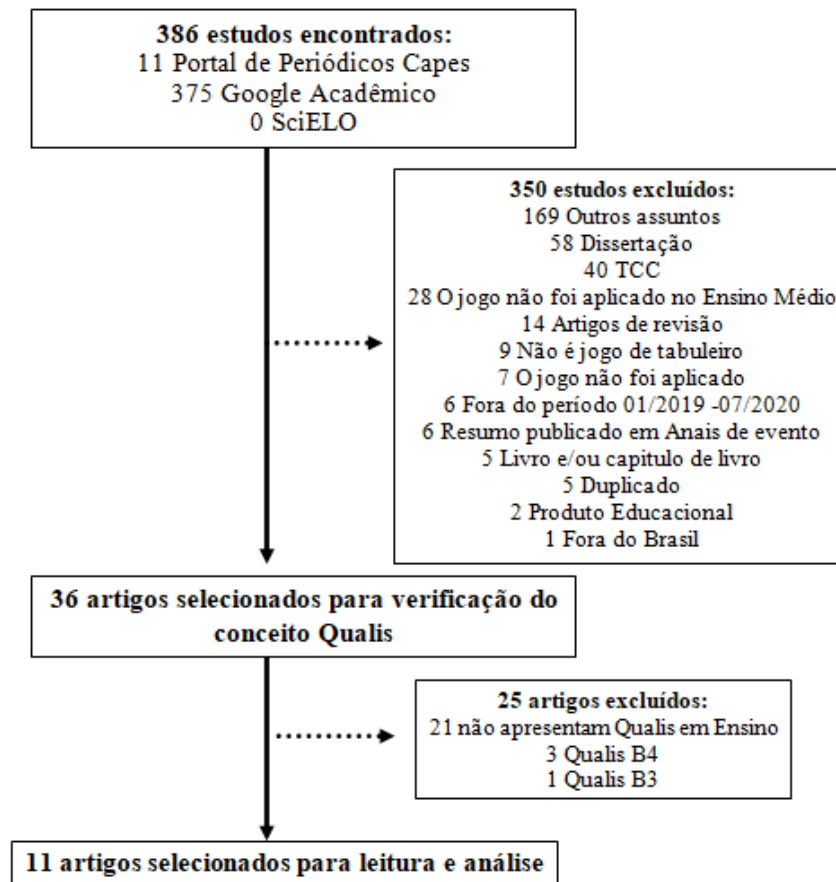 386 estudos encontrados:
11 Portal de Periódicos Capes
375 Google Acadêmico
0 SciELO
350 estudos excluídos:
169 Outros assuntos
58 Dissertação
40 TCC
28 O jogo não foi aplicado no Ensino Médio
14 Artigos de revisão
9 Não é jogo de tabuleiro
7 O jogo não foi aplicado
6 Fora do período 01/2019 -07/2020
6 Resumo publicado em Anais de evento
5 Livro e/ou capitulo de livro
5 Duplicado
2 Produto Educacional
1 Fora do Brasil
36 artigos selecionados para verificação do
conceito Qualis
25 artigos excluídos:
21 não apresentam Qualis em Ensino
3 Qualis B4
1 Qualis B3
11 artigos selecionados para leitura e análise